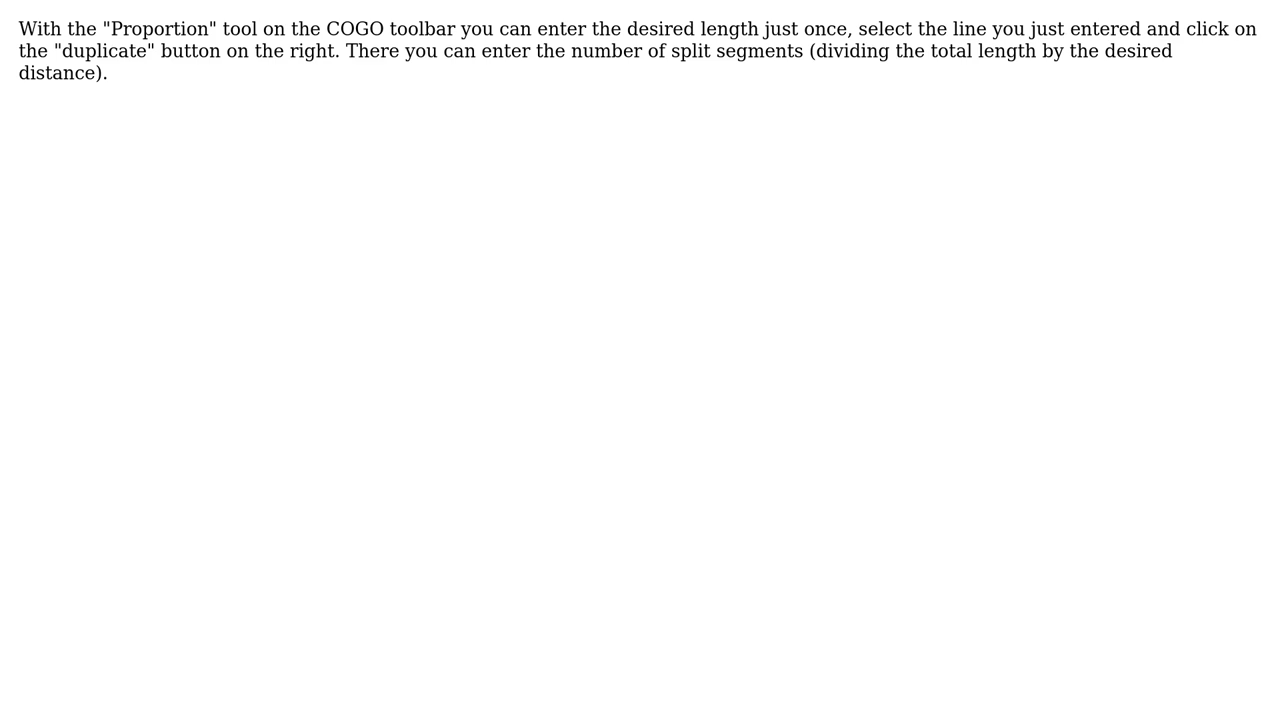 With the "Proportion" tool on the COGO toolbar you can enter the desired length just once, select the line you just entered and click on
the "duplicate" button on the right. There you can enter the number of split segments (dividing the total length by the desired
distance).